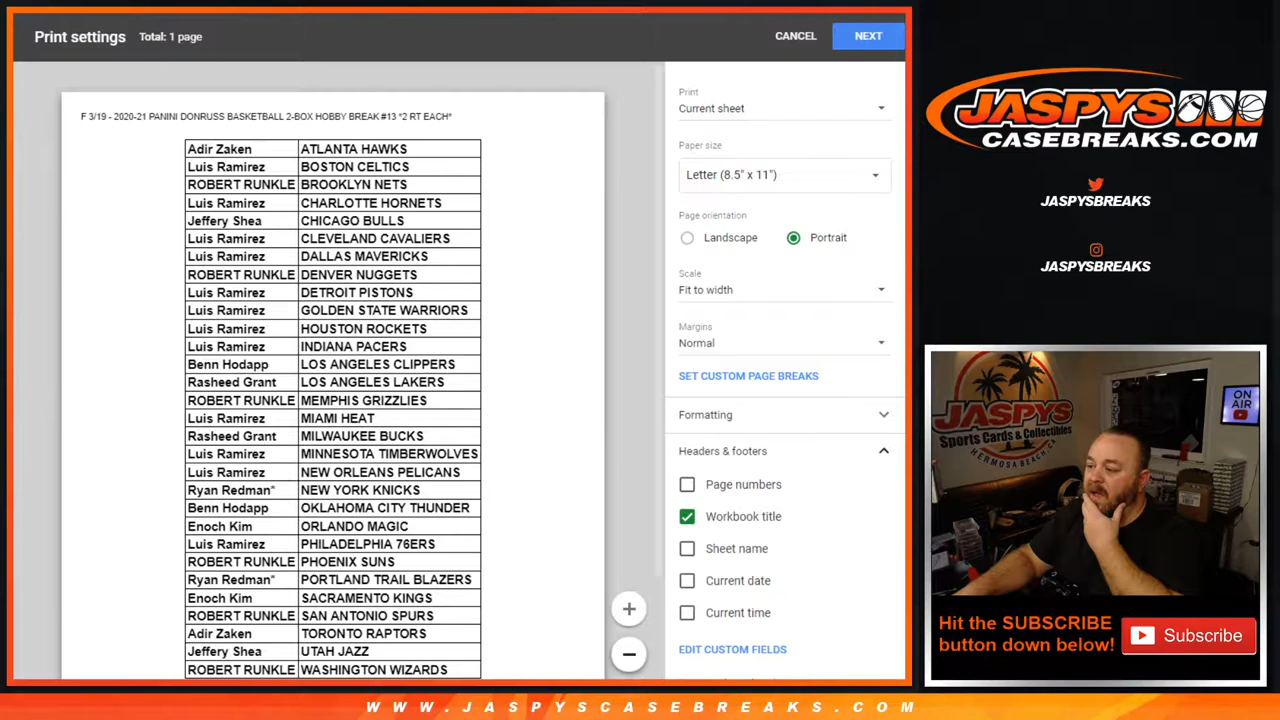 Print settings Total: 1 page CANCEL NEXT
F 3/19 - 2020-21 PANINI DONRUSS BASKETBALL 2-BOX HOBBY BREAK #13 *2 RT EACH*
Adir Zaken ATLANTA HAWKS
Luis Ramirez BOSTON CELTICS
ROBERT RUNKLE BROOKLYN NETS
Luis Ramirez CHARLOTTE HORNETS
Jeffery Shea CHICAGO BULLS
Luis Ramirez CLEVELAND CAVALIERS
Luis Ramirez DALLAS MAVERICKS
ROBERT RUNKLE DENVER NUGGETS
Luis Ramirez DETROIT PISTONS
Luis Ramirez GOLDEN STATE WARRIORS
Luis Ramirez HOUSTON ROCKETS
Luis Ramirez INDIANA PACERS
Benn Hodapp LOS ANGELES CLIPPERS
Rasheed Grant LOS ANGELES LAKERS
ROBERT RUNKLE MEMPHIS GRIZZLIES
Luis Ramirez MIAMI HEAT
Rasheed Grant MILWAUKEE BUCKS
Luis Ramirez MINNESOTA TIMBERWOLVES
Luis Ramirez NEW ORLEANS PELICANS
Ryan Redman* NEW YORK KNICKS
Benn Hodapp OKLAHOMA CITY THUNDER
Enoch Kim ORLANDO MAGIC
Luis Ramirez PHILADELPHIA 76ERS
ROBERT RUNKLE PHOENIX SUNS
Ryan Redman* PORTLAND TRAIL BLAZERS
Enoch Kim SACRAMENTO KINGS
ROBERT RUNKLE SAN ANTONIO SPURS
Adir Zaken TORONTO RAPTORS
Jeffery Shea UTAH JAZZ
ROBERT RUNKLE WASHINGTON WIZARDS
Print
Current sheet
Paper size
Letter (8.5" x 11")
Page orientation
Landscape Portrait
Scale
Fit to width
Margins
Normal
SET CUSTOM PAGE BREAKS
Formatting
Headers & footers
Page numbers
Workbook title
Sheet name
Current date
Current time
EDIT CUSTOM FIELDS
JASPYS
CASEBREAKS.COM
JASPYSBREAKS
JASPYSBREAKS
JASPYS
Sports Cards & Collectibles
HERMOSA BEACH, CA
ON
AIR
Hit the SUBSCRIBE
button down below!
Subscribe
WWW.JASPYSCASEBREAKS.COM